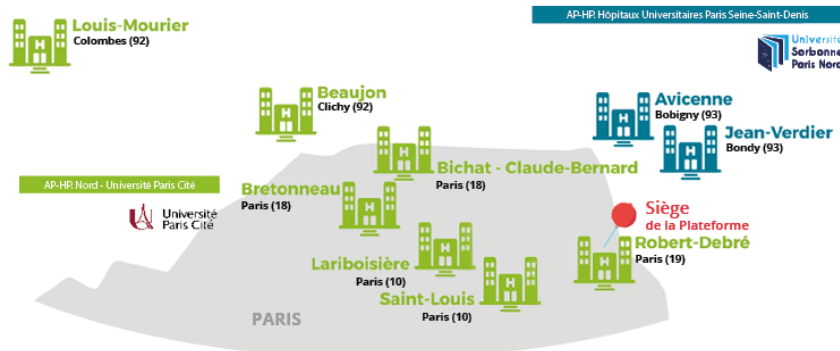 Louis-Mourier
Colombes (92)
AP-HP. Hôpitaux Universitaires Paris Seine-Saint-Denis
Université
Sorbonne
Paris Nord
Beaujon
Clichy (92)
Avicenne
Bobigny (93)
Jean-Verdier
Bondy (93)
Bichat - Claude-Bernard
Paris (18)
AP-HP. Nord - Université Paris Cité
Université
Paris Cité
Bretonneau
Paris (18)
Siège
de la Plateforme
Robert-Debré
Paris (19)
Lariboisière
Paris (10)
Saint-Louis
Paris (10)
PARIS
H
H
H
H
H
H
H
H
H